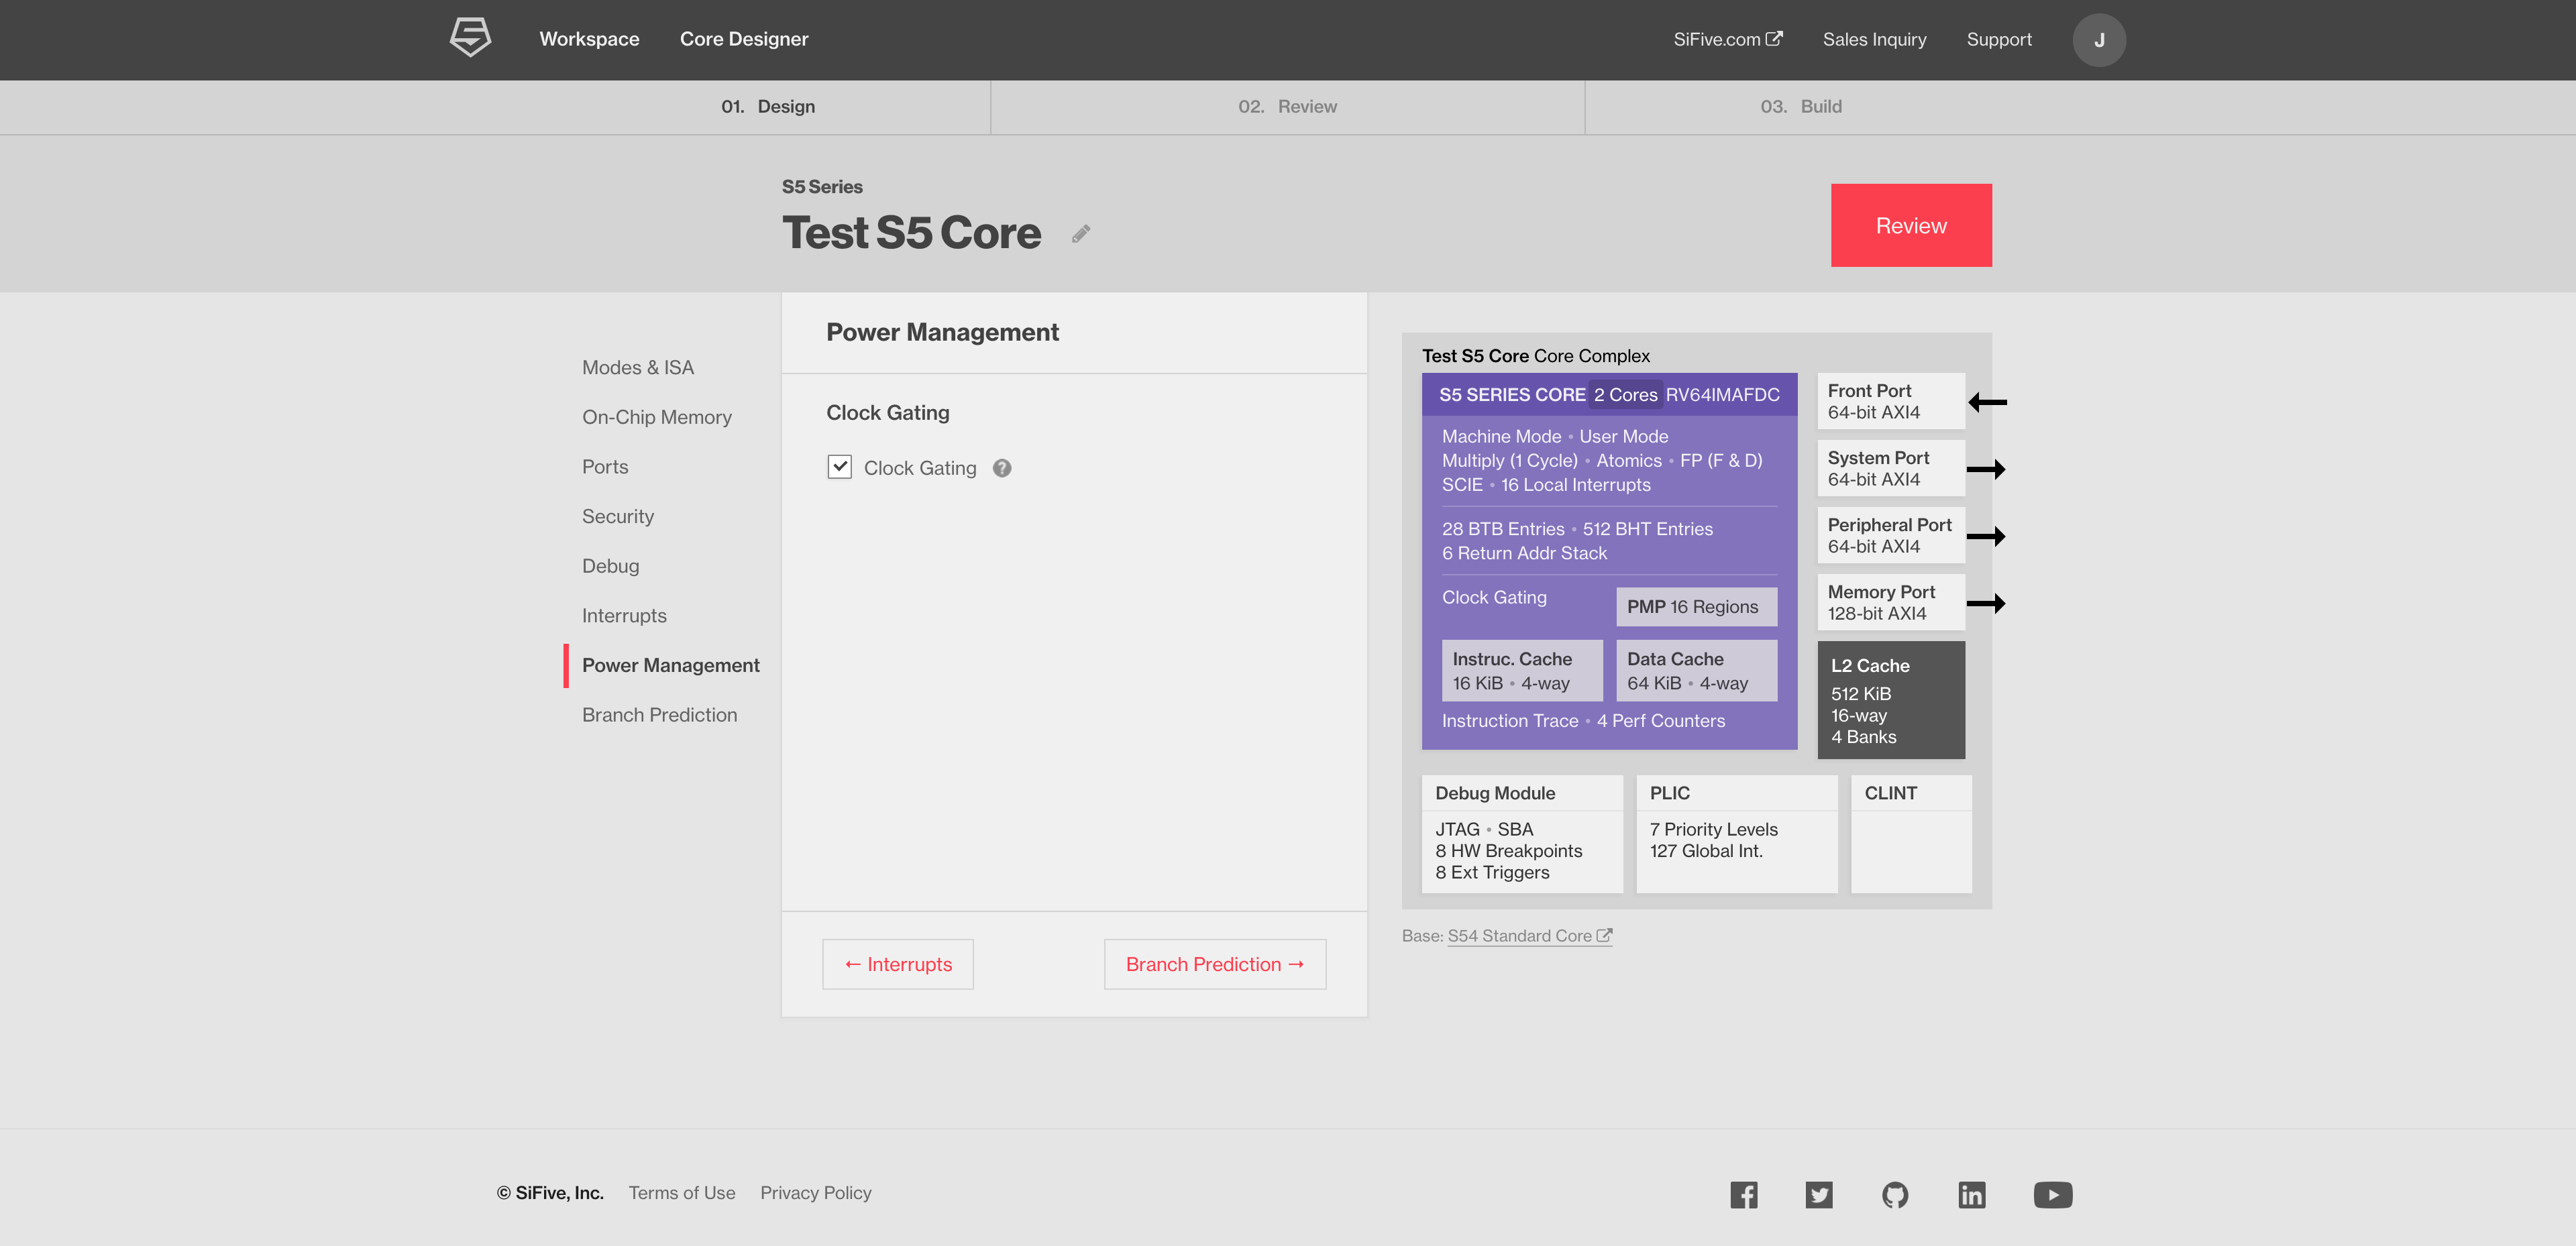 Workspace
Core Designer
SiFive.com
Sales Inquiry
Support
J
01. Design
02. Review
03. Build
S5 Series
Test S5 Core
Review
Modes & ISA
On-Chip Memory
Ports
Security
Debug
Interrupts
Power Management
Branch Prediction
Power Management
Clock Gating
Clock Gating ?
← Interrupts
Branch Prediction →
Test S5 Core Core Complex
S5 SERIES CORE 2 Cores RV64IMAFDC
Machine Mode • User Mode
Multiply (1 Cycle) • Atomics • FP (F & D)
SCIE • 16 Local Interrupts
28 BTB Entries • 512 BHT Entries
6 Return Addr Stack
Clock Gating
PMP 16 Regions
Instruc. Cache
16 KiB • 4-way
Data Cache
64 KiB • 4-way
Instruction Trace • 4 Perf Counters
Front Port
64-bit AXI4
System Port
64-bit AXI4
Peripheral Port
64-bit AXI4
Memory Port
128-bit AXI4
L2 Cache
512 KiB
16-way
4 Banks
Debug Module
JTAG • SBA
8 HW Breakpoints
8 Ext Triggers
PLIC
7 Priority Levels
127 Global Int.
CLINT
Base: S54 Standard Core
© SiFive, Inc.
Terms of Use
Privacy Policy